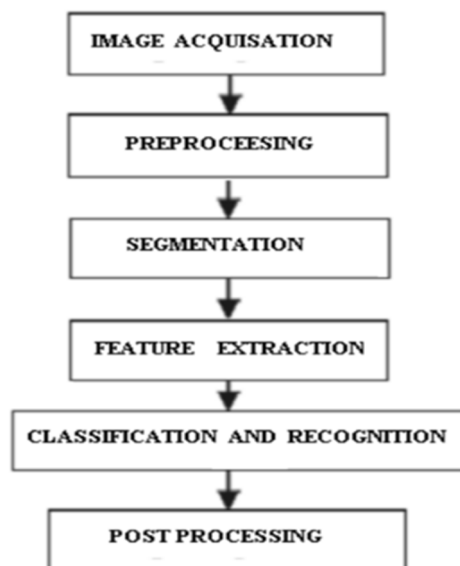 IMAGE ACQUISATION
PREPROCEESING
SEGMENTATION
FEATURE EXTRACTION
CLASSIFICATION AND RECOGNITION
POST PROCESSING